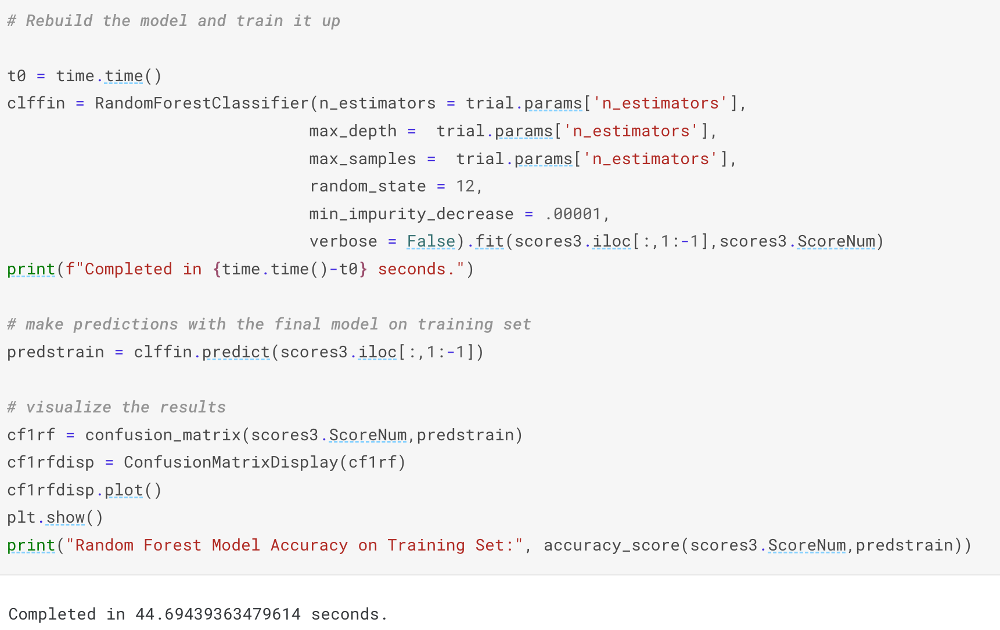 # Rebuild the model and train it up
t0 = time.time()
clffin = RandomForestClassifier(n_estimators = trial.params['n_estimators'],
                               max_depth =  trial.params['n_estimators'],
                               max_samples =  trial.params['n_estimators'],
                               random_state = 12,
                               min_impurity_decrease = .00001,
                               verbose = False).fit(scores3.iloc[:,1:-1],scores3.ScoreNum)
print(f"Completed in {time.time()-t0} seconds.")
# make predictions with the final model on training set
predstrain = clffin.predict(scores3.iloc[:,1:-1])
# visualize the results
cf1rf = confusion_matrix(scores3.ScoreNum,predstrain)
cf1rfdisp = ConfusionMatrixDisplay(cf1rf)
cf1rfdisp.plot()
plt.show()
print("Random Forest Model Accuracy on Training Set:", accuracy_score(scores3.ScoreNum,predstrain))
Completed in 44.69439363479614 seconds.